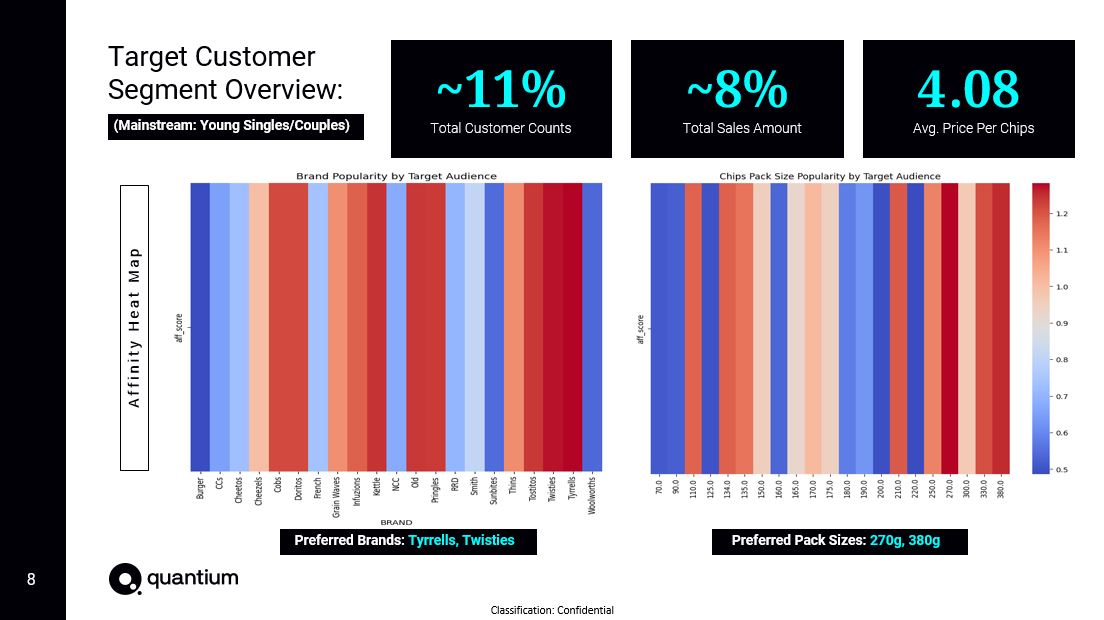 Target Customer
Segment Overview:
(Mainstream: Young Singles/Couples)
~11%
Total Customer Counts
~8%
Total Sales Amount
4.08
Avg. Price Per Chips
Affinity Heat Map
Brand Popularity by Target Audience
aff_score
Burger
CCs
Cheetos
Cheezels
Cobs
Doritos
French
Grain Waves
Infuzions
Kettle
NCC
Old
Pringles
RRD
Smith
Sunbites
Thins
Tostitos
Twisties
Tyrrells
Woolworths
BRAND
Preferred Brands: Tyrrells, Twisties
Chips Pack Size Popularity by Target Audience
aff_score
70.0
90.0
110.0
125.0
134.0
135.0
150.0
160.0
165.0
170.0
175.0
180.0
190.0
200.0
210.0
220.0
250.0
270.0
300.0
330.0
380.0
1.2
1.1
1.0
0.9
0.8
0.7
0.6
0.5
Preferred Pack Sizes: 270g, 380g
8
quantium
Classification: Confidential